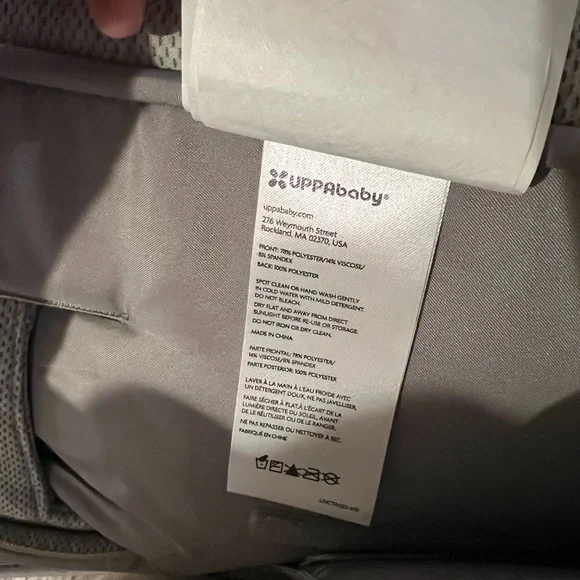 UPPAbaby®
uppababy.com
276 Weymouth Street
Rockland, MA 02370, USA
FRONT: 78% POLYESTER/14% VISCOSE/
8% SPANDEX
BACK: 100% POLYESTER
SPOT CLEAN OR HAND WASH GENTLY
IN COLD WATER WITH MILD DETERGENT.
DO NOT BLEACH.
DRY FLAT AND AWAY FROM DIRECT
SUNLIGHT BEFORE RE-USE OR STORAGE.
DO NOT IRON OR DRY CLEAN.
MADE IN CHINA
PARTE FRONTAL: 78% POLYESTER/
14% VISCOSE/8% SPANDEX
PARTE POSTERIOR: 100% POLYESTER
LAVER À LA MAIN À L'EAU FROIDE AVEC
UN DÉTERGENT DOUX, NE PAS JAVELLISER.
FAIRE SÉCHER À PLAT À L'ÉCART DE LA
LUMIÈRE DIRECTE DU SOLEIL, AVANT
DE LE RÉUTILISER OU DE LE RANGER.
NE PAS REPASSER OU NETTOYER À SEC.
FABRIQUÉ EN CHINE